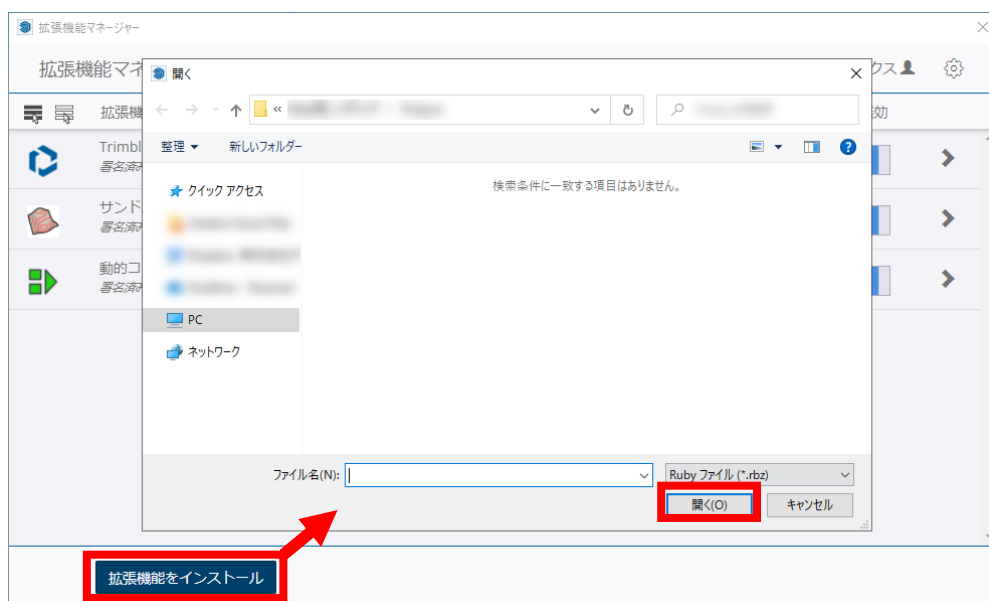 拡張機能マネージャー
拡張機能マネ
クス
開く
«
拡張機
効
整理 新しいフォルダー
Trimbl
署名済み
クイック アクセス
検索条件に一致する項目はありません。
サンド
署名済み
動的コ
署名済み
PC
ネットワーク
ファイル名(N):
Ruby ファイル (*.rbz)
開く(O)
キャンセル
拡張機能をインストール